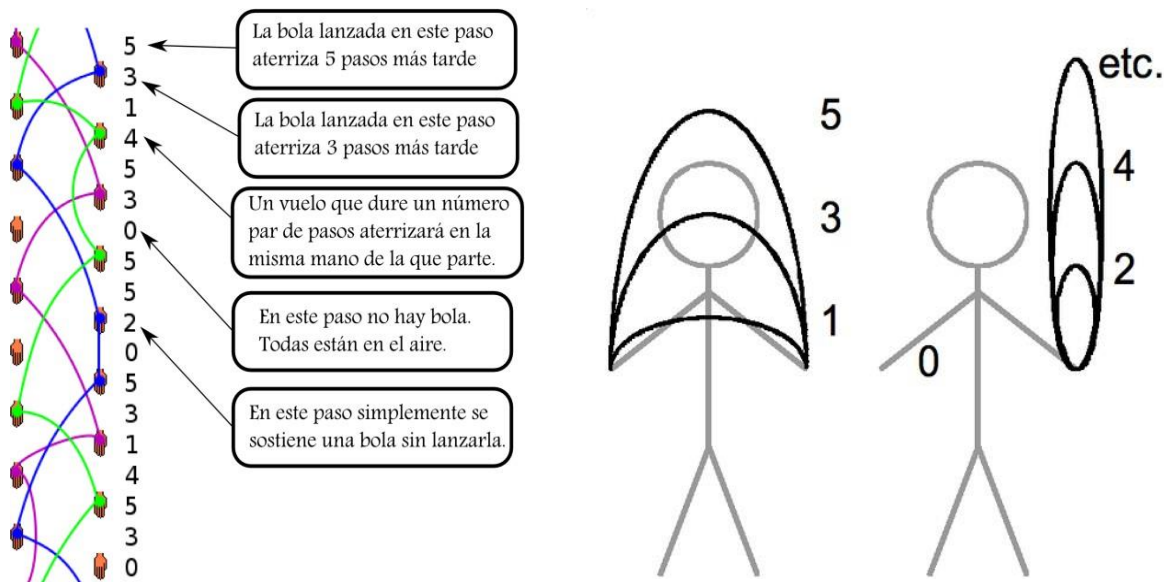 5
3
1
4
5
3
0
5
5
2
0
5
3
1
4
5
3
0
La bola lanzada en este paso
aterriza 5 pasos más tarde
La bola lanzada en este paso
aterriza 3 pasos más tarde
Un vuelo que dure un número
par de pasos aterrizará en la
misma mano de la que parte.
En este paso no hay bola.
Todas están en el aire.
En este paso simplemente se
sostiene una bola sin lanzarla.
5
3
1
etc.
4
2
0